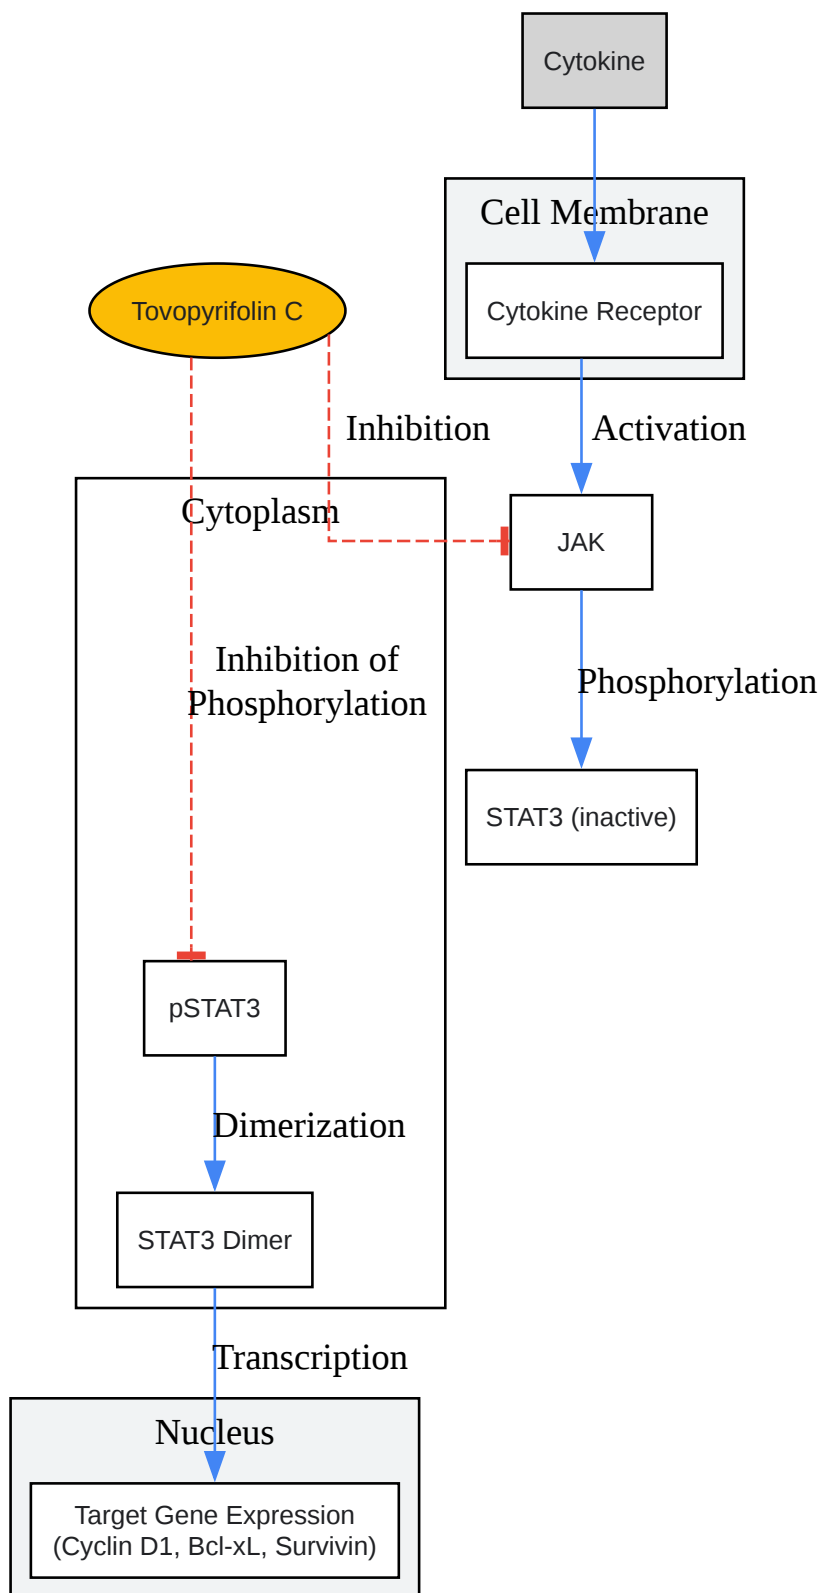 Cytokine
Cell Membrane
Cytokine Receptor
Tovopyrifolin C
Inhibition
Activation
Cytoplasm
JAK
Inhibition of
Phosphorylation
Phosphorylation
STAT3 (inactive)
pSTAT3
Dimerization
STAT3 Dimer
Transcription
Nucleus
Target Gene Expression
(Cyclin D1, Bcl-xL, Survivin)